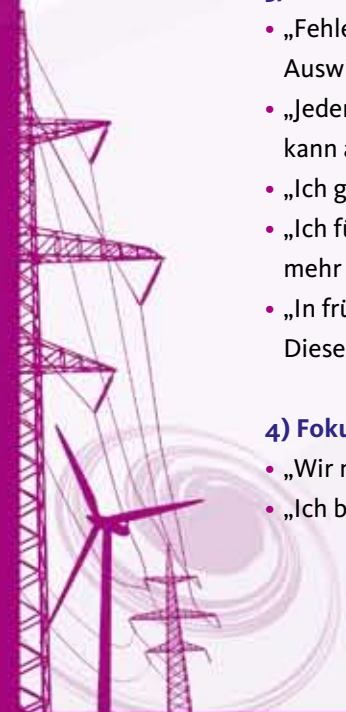 • „Fehle
Ausw
• „Jeder
kann a
• „Ich g
• „Ich fü
mehr
• „In frü
Diese
4) Foku
• „Wir n
• „Ich b